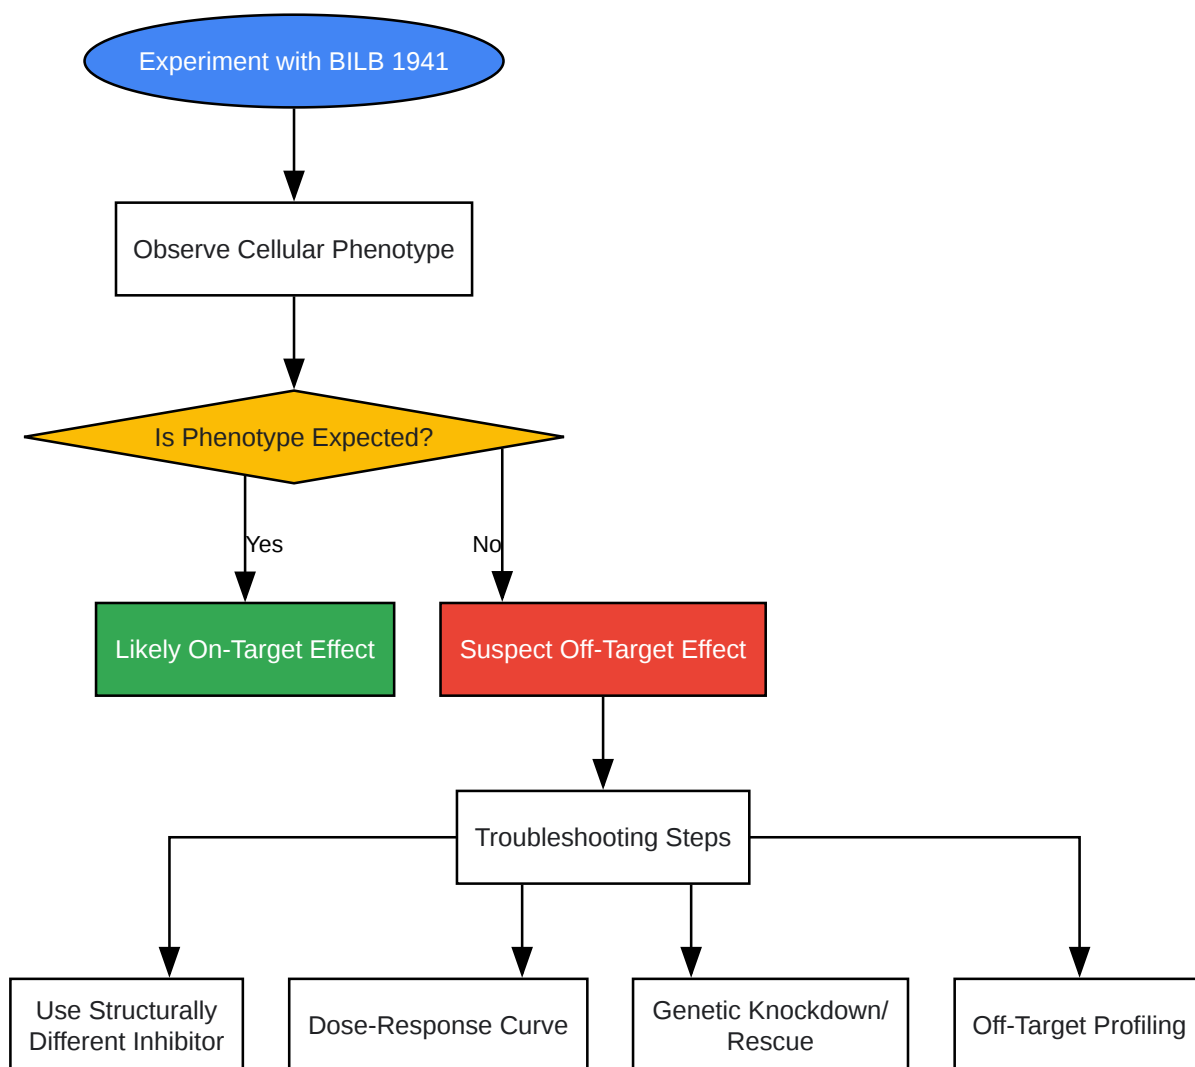 Experiment with BILB 1941
Observe Cellular Phenotype
Is Phenotype Expected?
Yes
No
Likely On-Target Effect
Suspect Off-Target Effect
Troubleshooting Steps
Use Structurally
Different Inhibitor
Dose-Response Curve
Genetic Knockdown/
Rescue
Off-Target Profiling